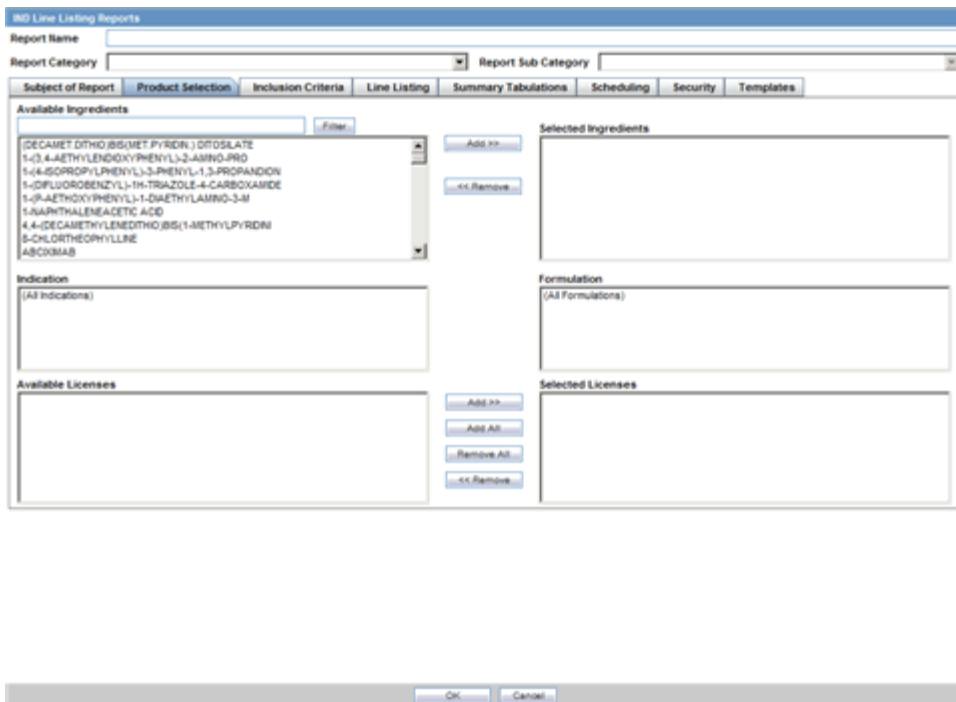 IND Line Listing Reports
Report Name
Report Category
Report Sub Category
Subject of Report
Product Selection
Inclusion Criteria
Line Listing
Summary Tabulations
Scheduling
Security
Templates
Available Ingredients
Filter
Selected Ingredients
(DECAMET.DITHIO)BIS(MET.PYRIDIN.) DITOSILATE
1-(3,4-AETHYLENDIOXYPHENYL)-2-AMINO-PRO
1-(4-ISOPROPYLPHENYL)-3-PHENYL-1,3-PROPANDION
1-(DIFLUOROBENZYL)-1H-TRIAZOLE-4-CARBOXAMIDE
1-(P-AETHOXYPHENYL)-1-DIAETHYLAMINO-3-M
1-NAPHTHALENEACETIC ACID
4,4-(DECAMETHYLENEDITHIO)BIS(1-METHYLPYRIDINI
8-CHLORTHEOPHYLLINE
ABCIXIMAB
Add >>
<< Remove
Indication
(All Indications)
Formulation
(All Formulations)
Available Licenses
Selected Licenses
Add >>
Add All
Remove All
<< Remove
OK
Cancel